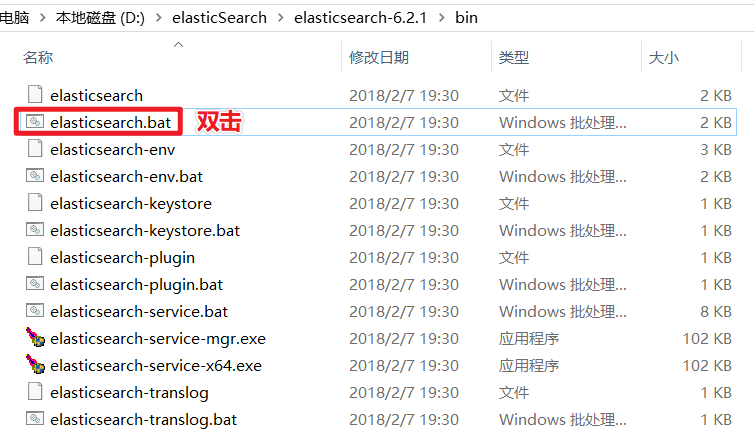 电脑 > 本地磁盘 (D:) > elasticSearch > elasticsearch-6.2.1 > bin
名称 修改日期 类型 大小
elasticsearch 2018/2/7 19:30 文件 2 KB
elasticsearch.bat 双击 2018/2/7 19:30 Windows 批处理... 2 KB
elasticsearch-env 2018/2/7 19:30 文件 3 KB
elasticsearch-env.bat 2018/2/7 19:30 Windows 批处理... 2 KB
elasticsearch-keystore 2018/2/7 19:30 文件 1 KB
elasticsearch-keystore.bat 2018/2/7 19:30 Windows 批处理... 1 KB
elasticsearch-plugin 2018/2/7 19:30 文件 1 KB
elasticsearch-plugin.bat 2018/2/7 19:30 Windows 批处理... 1 KB
elasticsearch-service.bat 2018/2/7 19:30 Windows 批处理... 8 KB
elasticsearch-service-mgr.exe 2018/2/7 19:30 应用程序 102 KB
elasticsearch-service-x64.exe 2018/2/7 19:30 应用程序 102 KB
elasticsearch-translog 2018/2/7 19:30 文件 1 KB
elasticsearch-translog.bat 2018/2/7 19:30 Windows 批处理... 1 KB